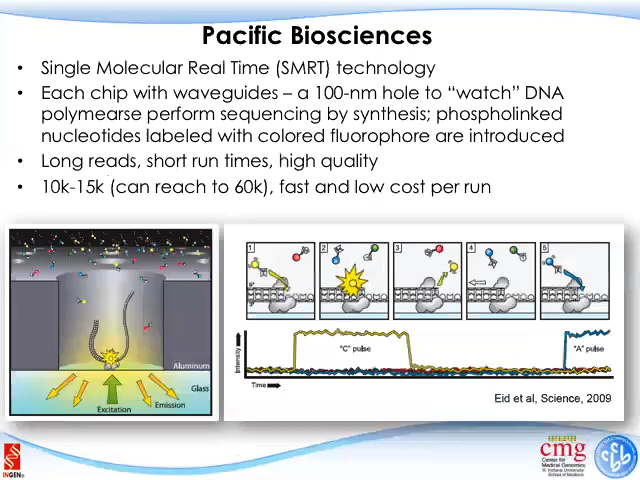 Pacific Biosciences
• Single Molecular Real Time (SMRT) technology
• Each chip with waveguides – a 100-nm hole to “watch” DNA
polymearse perform sequencing by synthesis; phospholinked
nucleotides labeled with colored fluorophore are introduced
• Long reads, short run times, high quality
• 10k-15k (can reach to 60k), fast and low cost per run
Aluminum
Glass
Emission
Excitation
1 2 3 4 5
Intensity
"C" pulse
"A" pulse
Time
Eid et al, Science, 2009
INGEN
cmg
Center for
Medical Genomics
Indiana University
School of Medicine